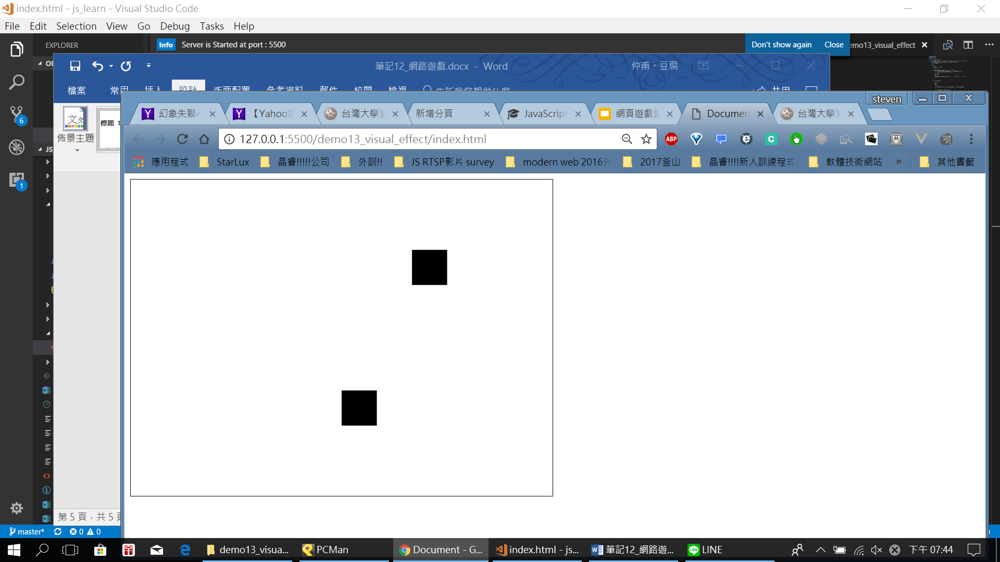 index.html - js_learn - Visual Studio Code
File Edit Selection View Go Debug Tasks Help
EXPLORER
Info Server is Started at port : 5500
Don't show again Close
emo13_visual_effect
筆記12_網路遊戲.docx - Word
仲甫。豆腐
檔案 常用 插入 設計 版面配置 參考資料 郵件 校閱 檢視
共用
steven
佈景主題
標題 1
幻象失聯
【Yahoo
台灣大學
新增分頁
JavaScript
網頁遊戲
Documen
台灣大學
127.0.0.1:5500/demo13_visual_effect/index.html
ABP
應用程式 StarLux 晶睿!!!!!公司 外訓!! JS RTSP影片 survey modern web 2016 2017釜山 晶睿!!!!新人訓練程式 軟體技術網站 » 其他書籤
6
1
第 5 頁，共 5
master* 0 0
demo13_visua... PCMan Document - G... index.html - js... 筆記12_網路遊... LINE 下午 07:44